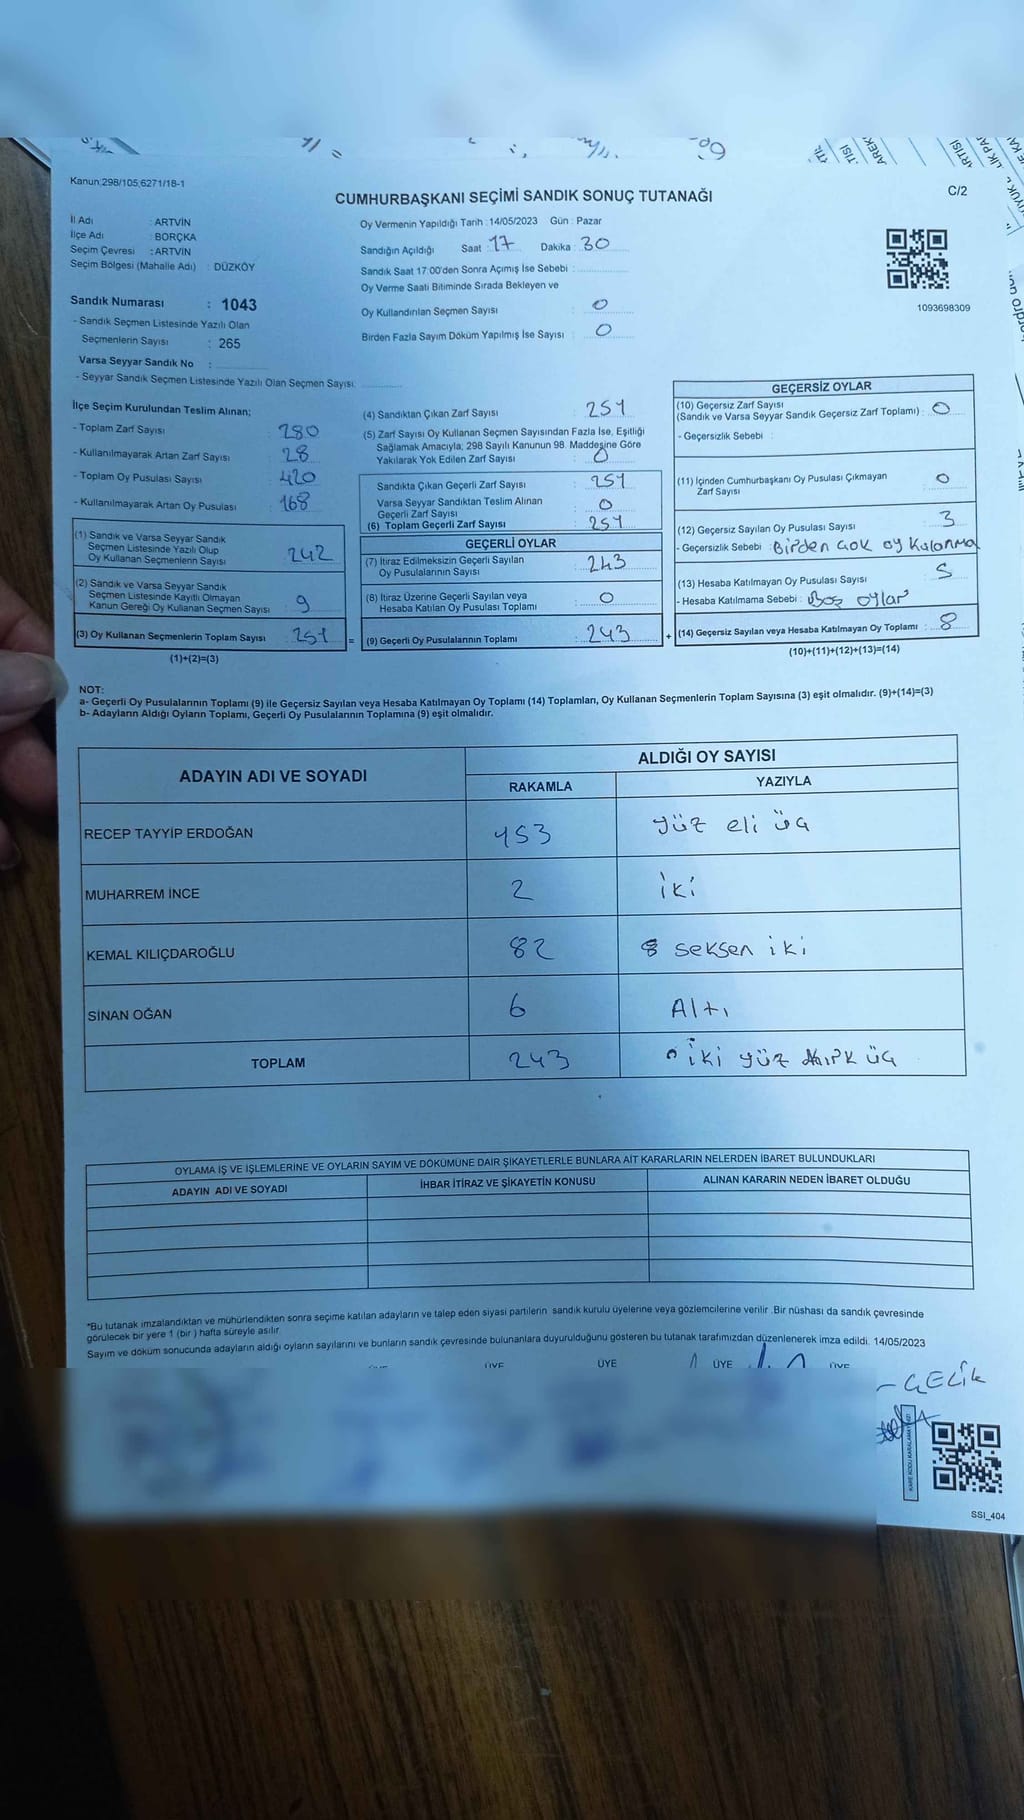 Kanun:298/105;6271/18-1
C/2
CUMHURBAŞKANI SEÇİMİ SANDIK SONUÇ TUTANAĞI
İl Adı : ARTVİN
İlçe Adı : BORÇKA
Seçim Çevresi : ARTVİN
Seçim Bölgesi (Mahalle Adı) : DÜZKÖY
Sandık Numarası : 1043
- Sandık Seçmen Listesinde Yazılı Olan
Seçmenlerin Sayısı : 265
Varsa Seyyar Sandık No :
- Seyyar Sandık Seçmen Listesinde Yazılı Olan Seçmen Sayısı:
Oy Vermenin Yapıldığı Tarih : 14/05/2023 Gün : Pazar
Sandığın Açıldığı Saat : 17 Dakika : 30
Sandık Saat 17:00'den Sonra Açımış İse Sebebi :
Oy Verme Saati Bitiminde Sırada Bekleyen ve
Oy Kullandırılan Seçmen Sayısı : 0
Birden Fazla Sayım Döküm Yapılmış İse Sayısı : 0
1093698309
İlçe Seçim Kurulundan Teslim Alınan;
- Toplam Zarf Sayısı : 280
- Kullanılmayarak Artan Zarf Sayısı : 28
- Toplam Oy Pusulası Sayısı : 420
- Kullanılmayarak Artan Oy Pusulası : 168
(1) Sandık ve Varsa Seyyar Sandık
Seçmen Listesinde Yazılı Olup
Oy Kullanan Seçmenlerin Sayısı : 242
(2) Sandık ve Varsa Seyyar Sandık
Seçmen Listesinde Kayıtlı Olmayan
Kanun Gereği Oy Kullanan Seçmen Sayısı : 9
(3) Oy Kullanan Seçmenlerin Toplam Sayısı : 251
(1)+(2)=(3)
(4) Sandıktan Çıkan Zarf Sayısı : 251
(5) Zarf Sayısı Oy Kullanan Seçmen Sayısından Fazla İse, Eşitliği
Sağlamak Amacıyla; 298 Sayılı Kanunun 98. Maddesine Göre
Yakılarak Yok Edilen Zarf Sayısı : 0
Sandıkta Çıkan Geçerli Zarf Sayısı : 251
Varsa Seyyar Sandıktan Teslim Alınan
Geçerli Zarf Sayısı : 0
(6) Toplam Geçerli Zarf Sayısı : 251
GEÇERLİ OYLAR
(7) İtiraz Edilmeksizin Geçerli Sayılan
Oy Pusulalarının Sayısı : 243
(8) İtiraz Üzerine Geçerli Sayılan veya
Hesaba Katılan Oy Pusulası Toplamı : 0
= (9) Geçerli Oy Pusulalarının Toplamı : 243
GEÇERSİZ OYLAR
(10) Geçersiz Zarf Sayısı
(Sandık ve Varsa Seyyar Sandık Geçersiz Zarf Toplamı) : 0
- Geçersizlik Sebebi :
(11) İçinden Cumhurbaşkanı Oy Pusulası Çıkmayan
Zarf Sayısı : 0
(12) Geçersiz Sayılan Oy Pusulası Sayısı : 3
- Geçersizlik Sebebi : Birden çok oy kulanma
(13) Hesaba Katılmayan Oy Pusulası Sayısı : 5
- Hesaba Katılmama Sebebi : Boş oylar
+ (14) Geçersiz Sayılan veya Hesaba Katılmayan Oy Toplamı : 8
(10)+(11)+(12)+(13)=(14)
NOT:
a- Geçerli Oy Pusulalarının Toplamı (9) ile Geçersiz Sayılan veya Hesaba Katılmayan Oy Toplamı (14) Toplamları, Oy Kullanan Seçmenlerin Toplam Sayısına (3) eşit olmalıdır. (9)+(14)=(3)
b- Adayların Aldığı Oyların Toplamı, Geçerli Oy Pusulalarının Toplamına (9) eşit olmalıdır.
ADAYIN ADI VE SOYADI ALDIĞI OY SAYISI
RAKAMLA YAZIYLA
RECEP TAYYİP ERDOĞAN 153 yüz eli üç
MUHARREM İNCE 2 iki
KEMAL KILIÇDAROĞLU 82 seksen iki
SİNAN OĞAN 6 Altı
TOPLAM 243 iki yüz kırk üç
OYLAMA İŞ VE İŞLEMLERİNE VE OYLARIN SAYIM VE DÖKÜMÜNE DAİR ŞİKAYETLERLE BUNLARA AİT KARARLARIN NELERDEN İBARET BULUNDUKLARI
ADAYIN ADI VE SOYADI İHBAR İTİRAZ VE ŞİKAYETİN KONUSU ALINAN KARARIN NEDEN İBARET OLDUĞU
*Bu tutanak imzalandıktan ve mühürlendikten sonra seçime katılan adayların ve talep eden siyasi partilerin sandık kurulu üyelerine veya gözlemcilerine verilir .Bir nüshası da sandık çevresinde
görülecek bir yere 1 (bir ) hafta süreyle asılır.
Sayım ve döküm sonucunda adayların aldığı oyların sayılarını ve bunların sandık çevresinde bulunanlara duyurulduğunu gösteren bu tutanak tarafımızdan düzenlenerek imza edildi. 14/05/2023
ÜYE ÜYE ÜYE ÜYE
ÇELİK
SSI_404